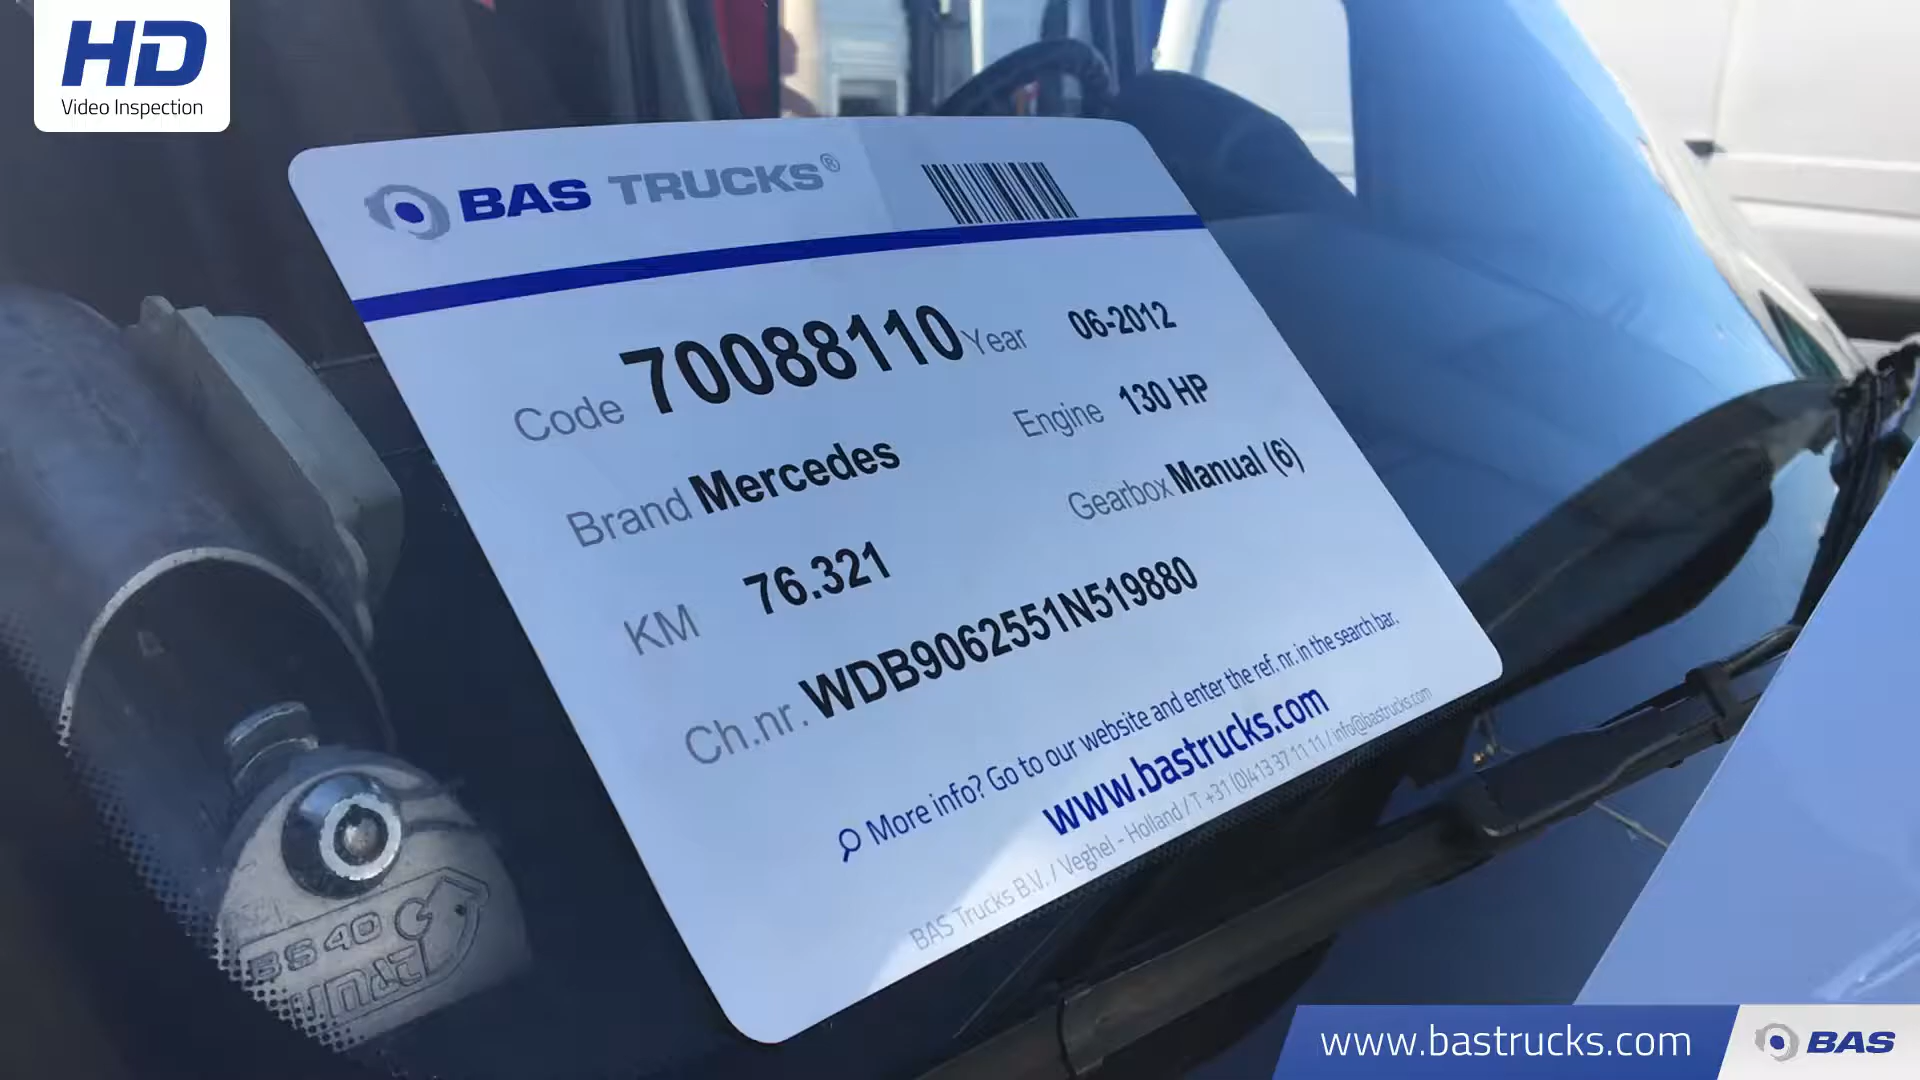 HD
Video Inspection
BAS TRUCKS®
Code 70088110 Year 06-2012
Brand Mercedes Engine 130 HP
KM 76.321 Gearbox Manual (6)
Ch.nr. WDB9062551N519880
More info? Go to our website and enter the ref. nr. in the search bar.
www.bastrucks.com
BAS Trucks B.V. / Veghel - Holland / T +31 (0)413 37 11 11 / info@bastrucks.com
BS 40
www.bastrucks.com BAS